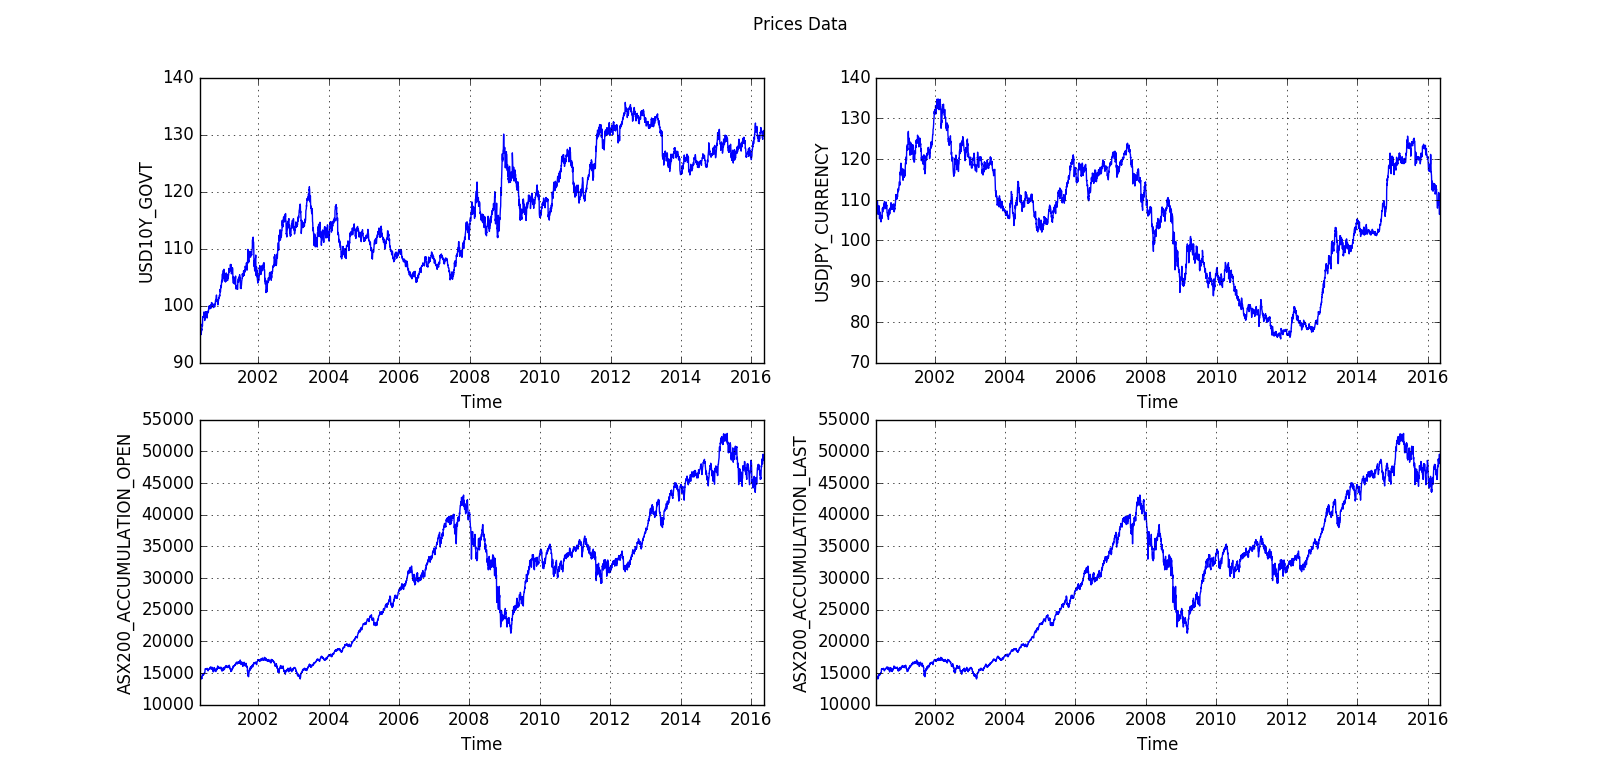 Prices Data
140
130
120
110
100
90
USD10Y_GOVT
2002 2004 2006 2008 2010 2012 2014 2016
Time
140
130
120
110
100
90
80
70
USDJPY_CURRENCY
2002 2004 2006 2008 2010 2012 2014 2016
Time
55000
50000
45000
40000
35000
30000
25000
20000
15000
10000
ASX200_ACCUMULATION_OPEN
2002 2004 2006 2008 2010 2012 2014 2016
Time
55000
50000
45000
40000
35000
30000
25000
20000
15000
10000
ASX200_ACCUMULATION_LAST
2002 2004 2006 2008 2010 2012 2014 2016
Time